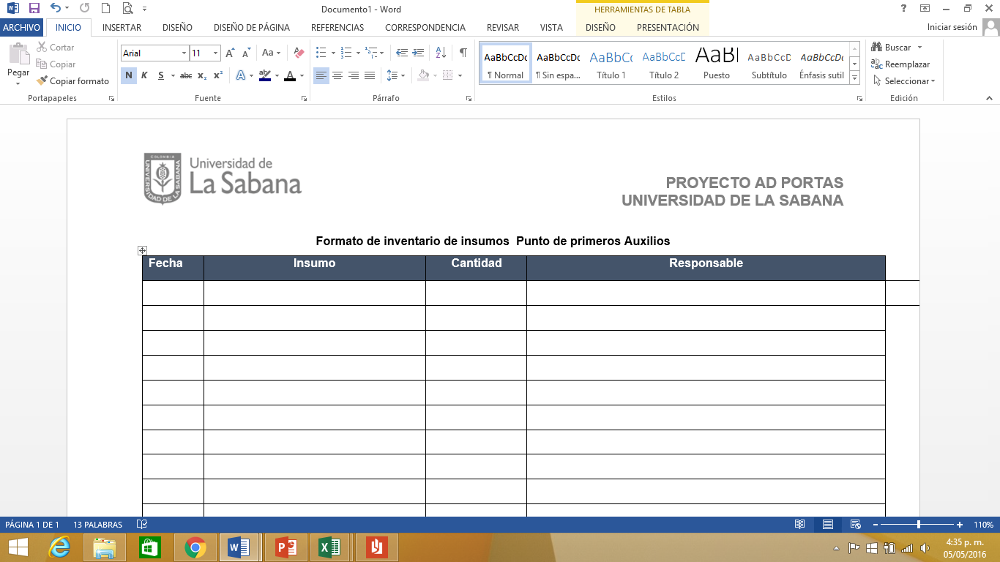 Documento1 - Word
HERRAMIENTAS DE TABLA
ARCHIVO INICIO INSERTAR DISEÑO DISEÑO DE PÁGINA REFERENCIAS CORRESPONDENCIA REVISAR VISTA DISEÑO PRESENTACIÓN Iniciar sesión
Pegar
Cortar
Copiar
Copiar formato
Portapapeles
Arial 11
Aa
N K S abc x₂ x²
Fuente
Párrafo
AaBbCcDc AaBbCcDc AaBbCc AaBbCcD AaBl AaBbCcD AaBbCcDc
¶ Normal ¶ Sin espa... Título 1 Título 2 Puesto Subtítulo Énfasis sutil
Estilos
Buscar
Reemplazar
Seleccionar
Edición
COLOMBIA
UNIVERSIDAD DE LA SABANA
Universidad de
La Sabana
PROYECTO AD PORTAS
UNIVERSIDAD DE LA SABANA
Formato de inventario de insumos Punto de primeros Auxilios
Fecha Insumo Cantidad Responsable
PÁGINA 1 DE 1 13 PALABRAS 110%
4:35 p. m.
05/05/2016